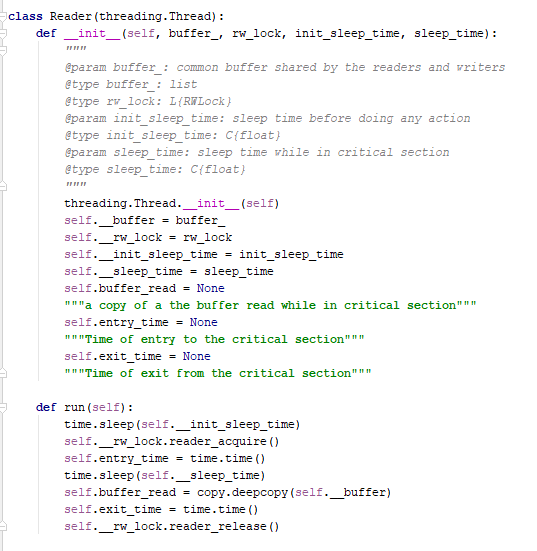 class Reader(threading.Thread):
    def __init__(self, buffer_, rw_lock, init_sleep_time, sleep_time):
        """
        @param buffer_: common buffer shared by the readers and writers
        @type buffer_: list
        @type rw_lock: L{RWLock}
        @param init_sleep_time: sleep time before doing any action
        @type init_sleep_time: C{float}
        @param sleep_time: sleep time while in critical section
        @type sleep_time: C{float}
        """
        threading.Thread.__init__(self)
        self.__buffer = buffer_
        self.__rw_lock = rw_lock
        self.__init_sleep_time = init_sleep_time
        self.__sleep_time = sleep_time
        self.buffer_read = None
        """a copy of a the buffer read while in critical section"""
        self.entry_time = None
        """Time of entry to the critical section"""
        self.exit_time = None
        """Time of exit from the critical section"""

    def run(self):
        time.sleep(self.__init_sleep_time)
        self.__rw_lock.reader_acquire()
        self.entry_time = time.time()
        time.sleep(self.__sleep_time)
        self.buffer_read = copy.deepcopy(self.__buffer)
        self.exit_time = time.time()
        self.__rw_lock.reader_release()